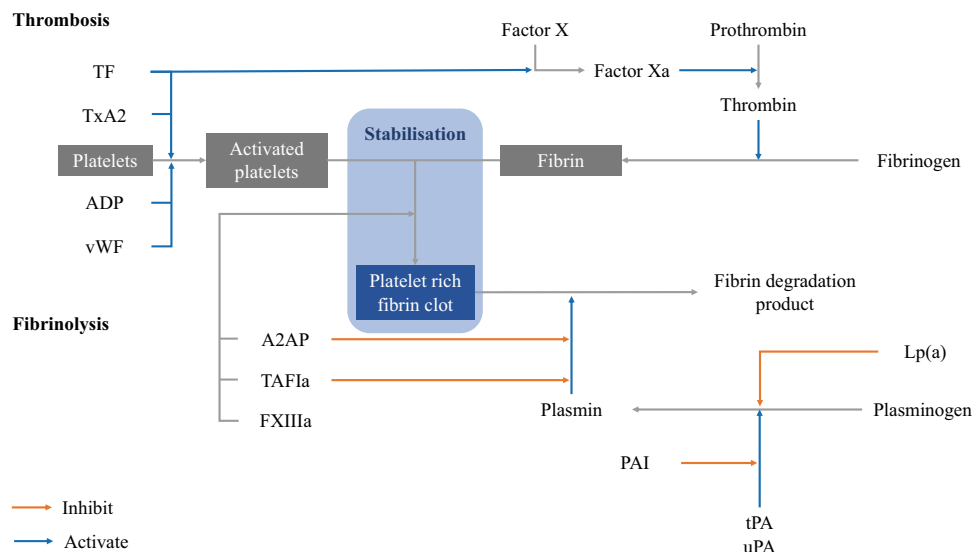 Thrombosis
Factor X
Prothrombin
TF
Factor Xa
TxA2
Thrombin
Stabilisation
Platelets
Activated
platelets
Fibrin
Fibrinogen
ADP
vWF
Platelet rich
fibrin clot
Fibrin degradation
product
Fibrinolysis
A2AP
Lp(a)
TAFIa
Plasmin
Plasminogen
FXIIIa
PAI
Inhibit
Activate
tPA
uPA